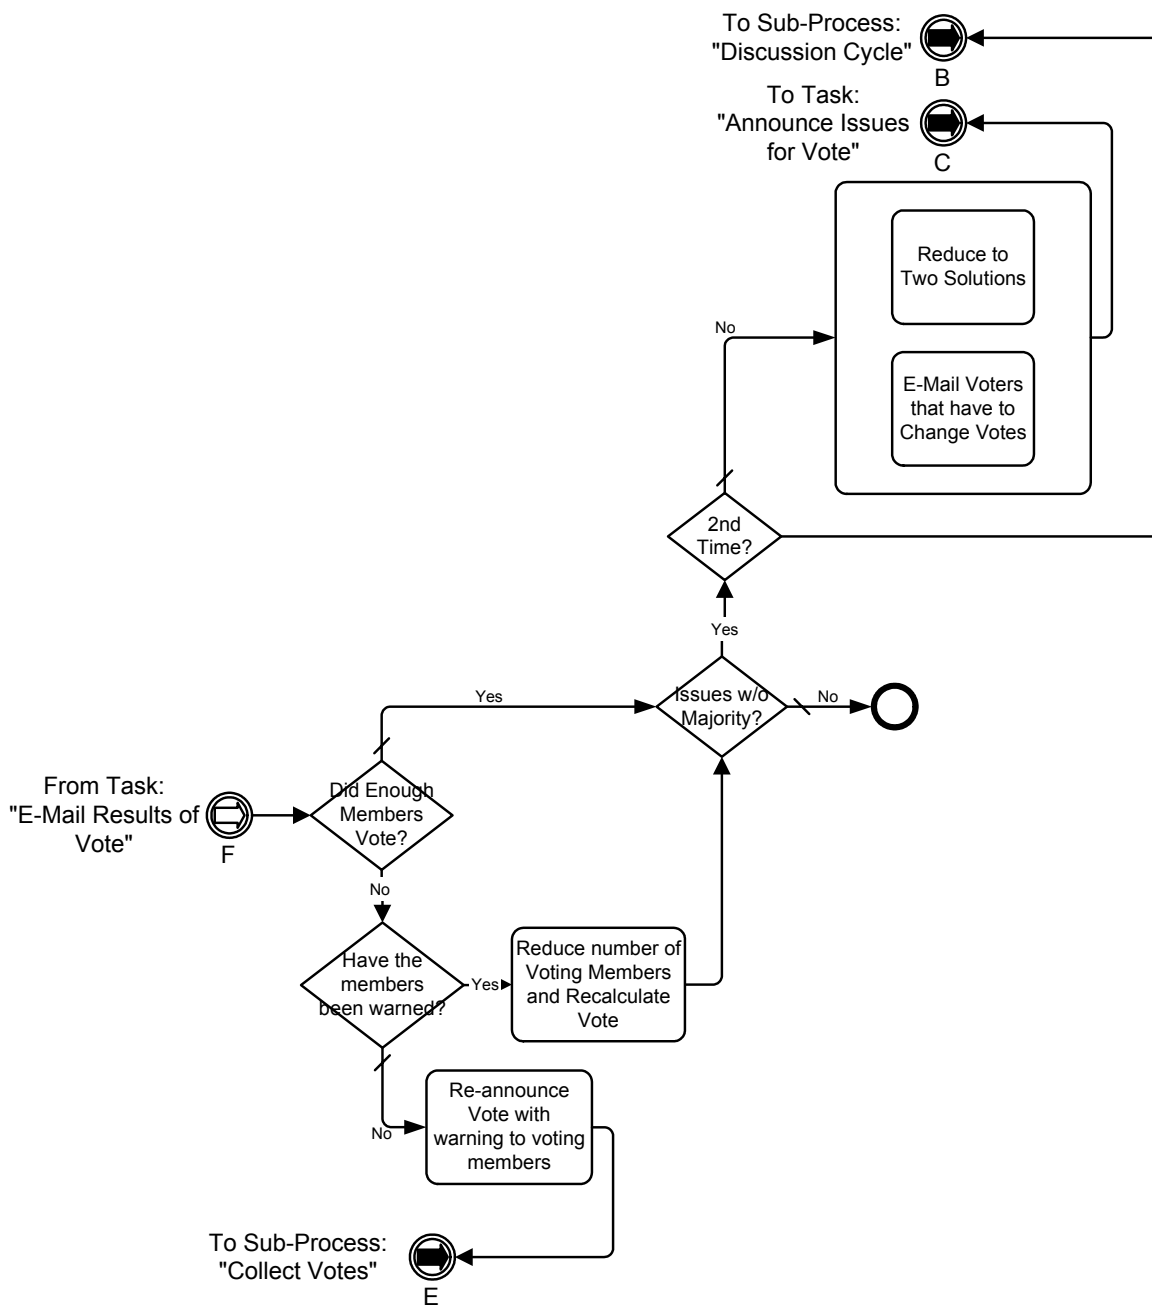 To Sub-Process:
"Discussion Cycle"
B
To Task:
"Announce Issues
for Vote"
C
Reduce to
Two Solutions
No
E-Mail Voters
that have to
Change Votes
2nd
Time?
Yes
Yes
Issues w/o
Majority?
No
From Task:
"E-Mail Results of
Vote"
F
Did Enough
Members
Vote?
No
Have the
members
been warned?
Yes
Reduce number of
Voting Members
and Recalculate
Vote
No
Re-announce
Vote with
warning to voting
members
To Sub-Process:
"Collect Votes"
E